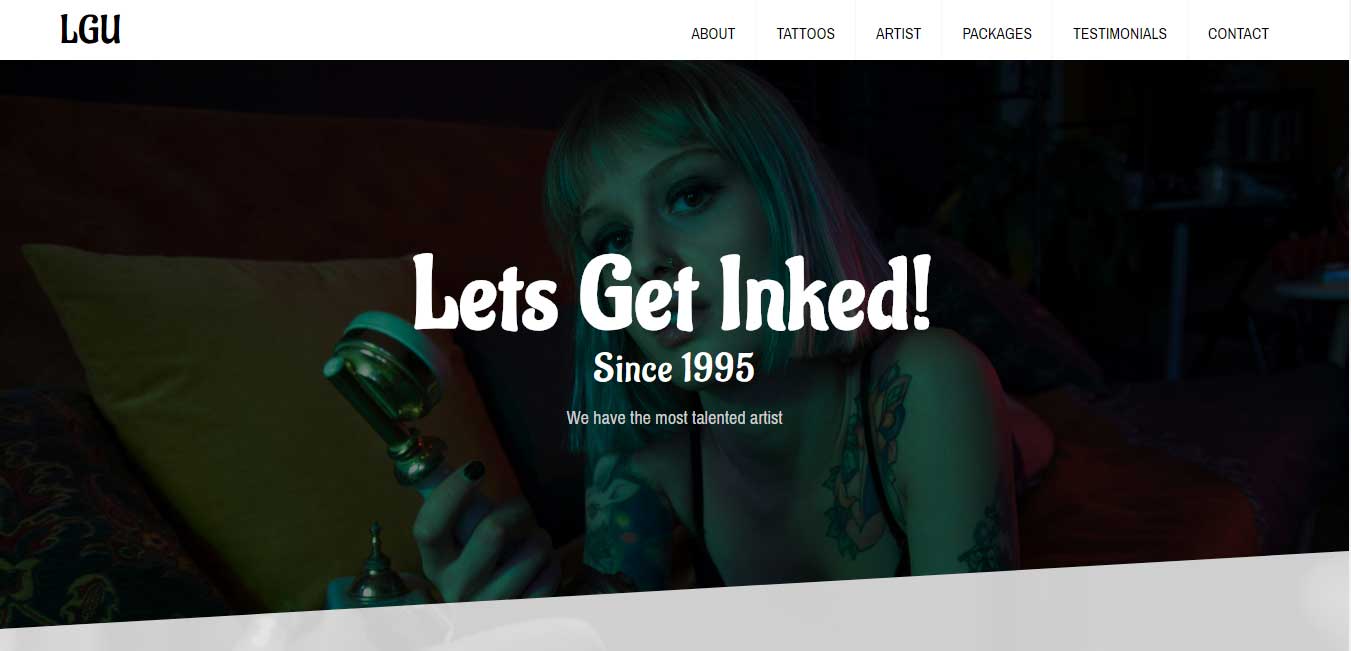 LGU
ABOUT TATTOOS ARTIST PACKAGES TESTIMONIALS CONTACT
Lets Get Inked!
Since 1995
We have the most talented artist